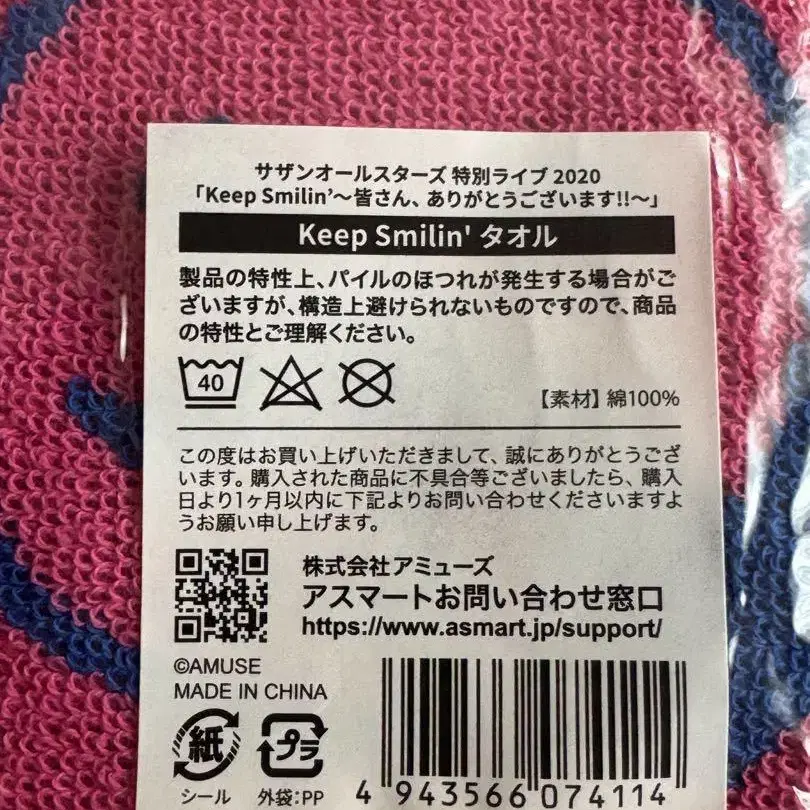 サザンオールスターズ 特別ライブ 2020
「Keep Smilin’～皆さん、ありがとうございます!!～」
Keep Smilin' タオル
製品の特性上、パイルのほつれが発生する場合がご
ざいますが、構造上避けられないものですので、商品
の特性とご理解ください。
40
【素材】綿100%
この度はお買い上げいただきまして、誠にありがとうござ
います。購入された商品に不具合等ございましたら、購入
日より1ヶ月以内に下記よりお問い合わせくださいますよ
うお願い申し上げます。
株式会社アミューズ
アスマートお問い合わせ窓口
https://www.asmart.jp/support/
©AMUSE
MADE IN CHINA
紙
プラ
シール
外袋:PP
4 943566 074114